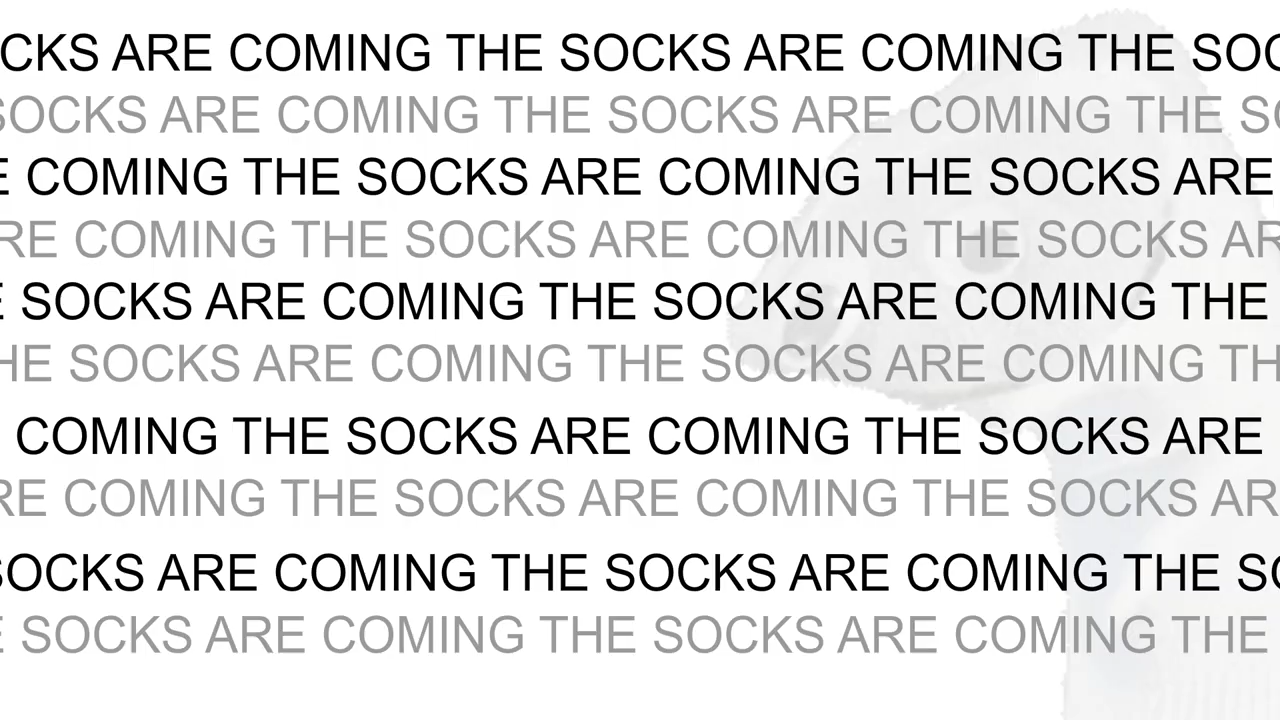 CKS ARE COMING THE SOCKS ARE COMING THE SOC
SOCKS ARE COMING THE SOCKS ARE COMING THE SO
E COMING THE SOCKS ARE COMING THE SOCKS ARE
RE COMING THE SOCKS ARE COMING THE SOCKS AR
E SOCKS ARE COMING THE SOCKS ARE COMING THE
HE SOCKS ARE COMING THE SOCKS ARE COMING TH
COMING THE SOCKS ARE COMING THE SOCKS ARE
RE COMING THE SOCKS ARE COMING THE SOCKS AR
SOCKS ARE COMING THE SOCKS ARE COMING THE SO
E SOCKS ARE COMING THE SOCKS ARE COMING THE